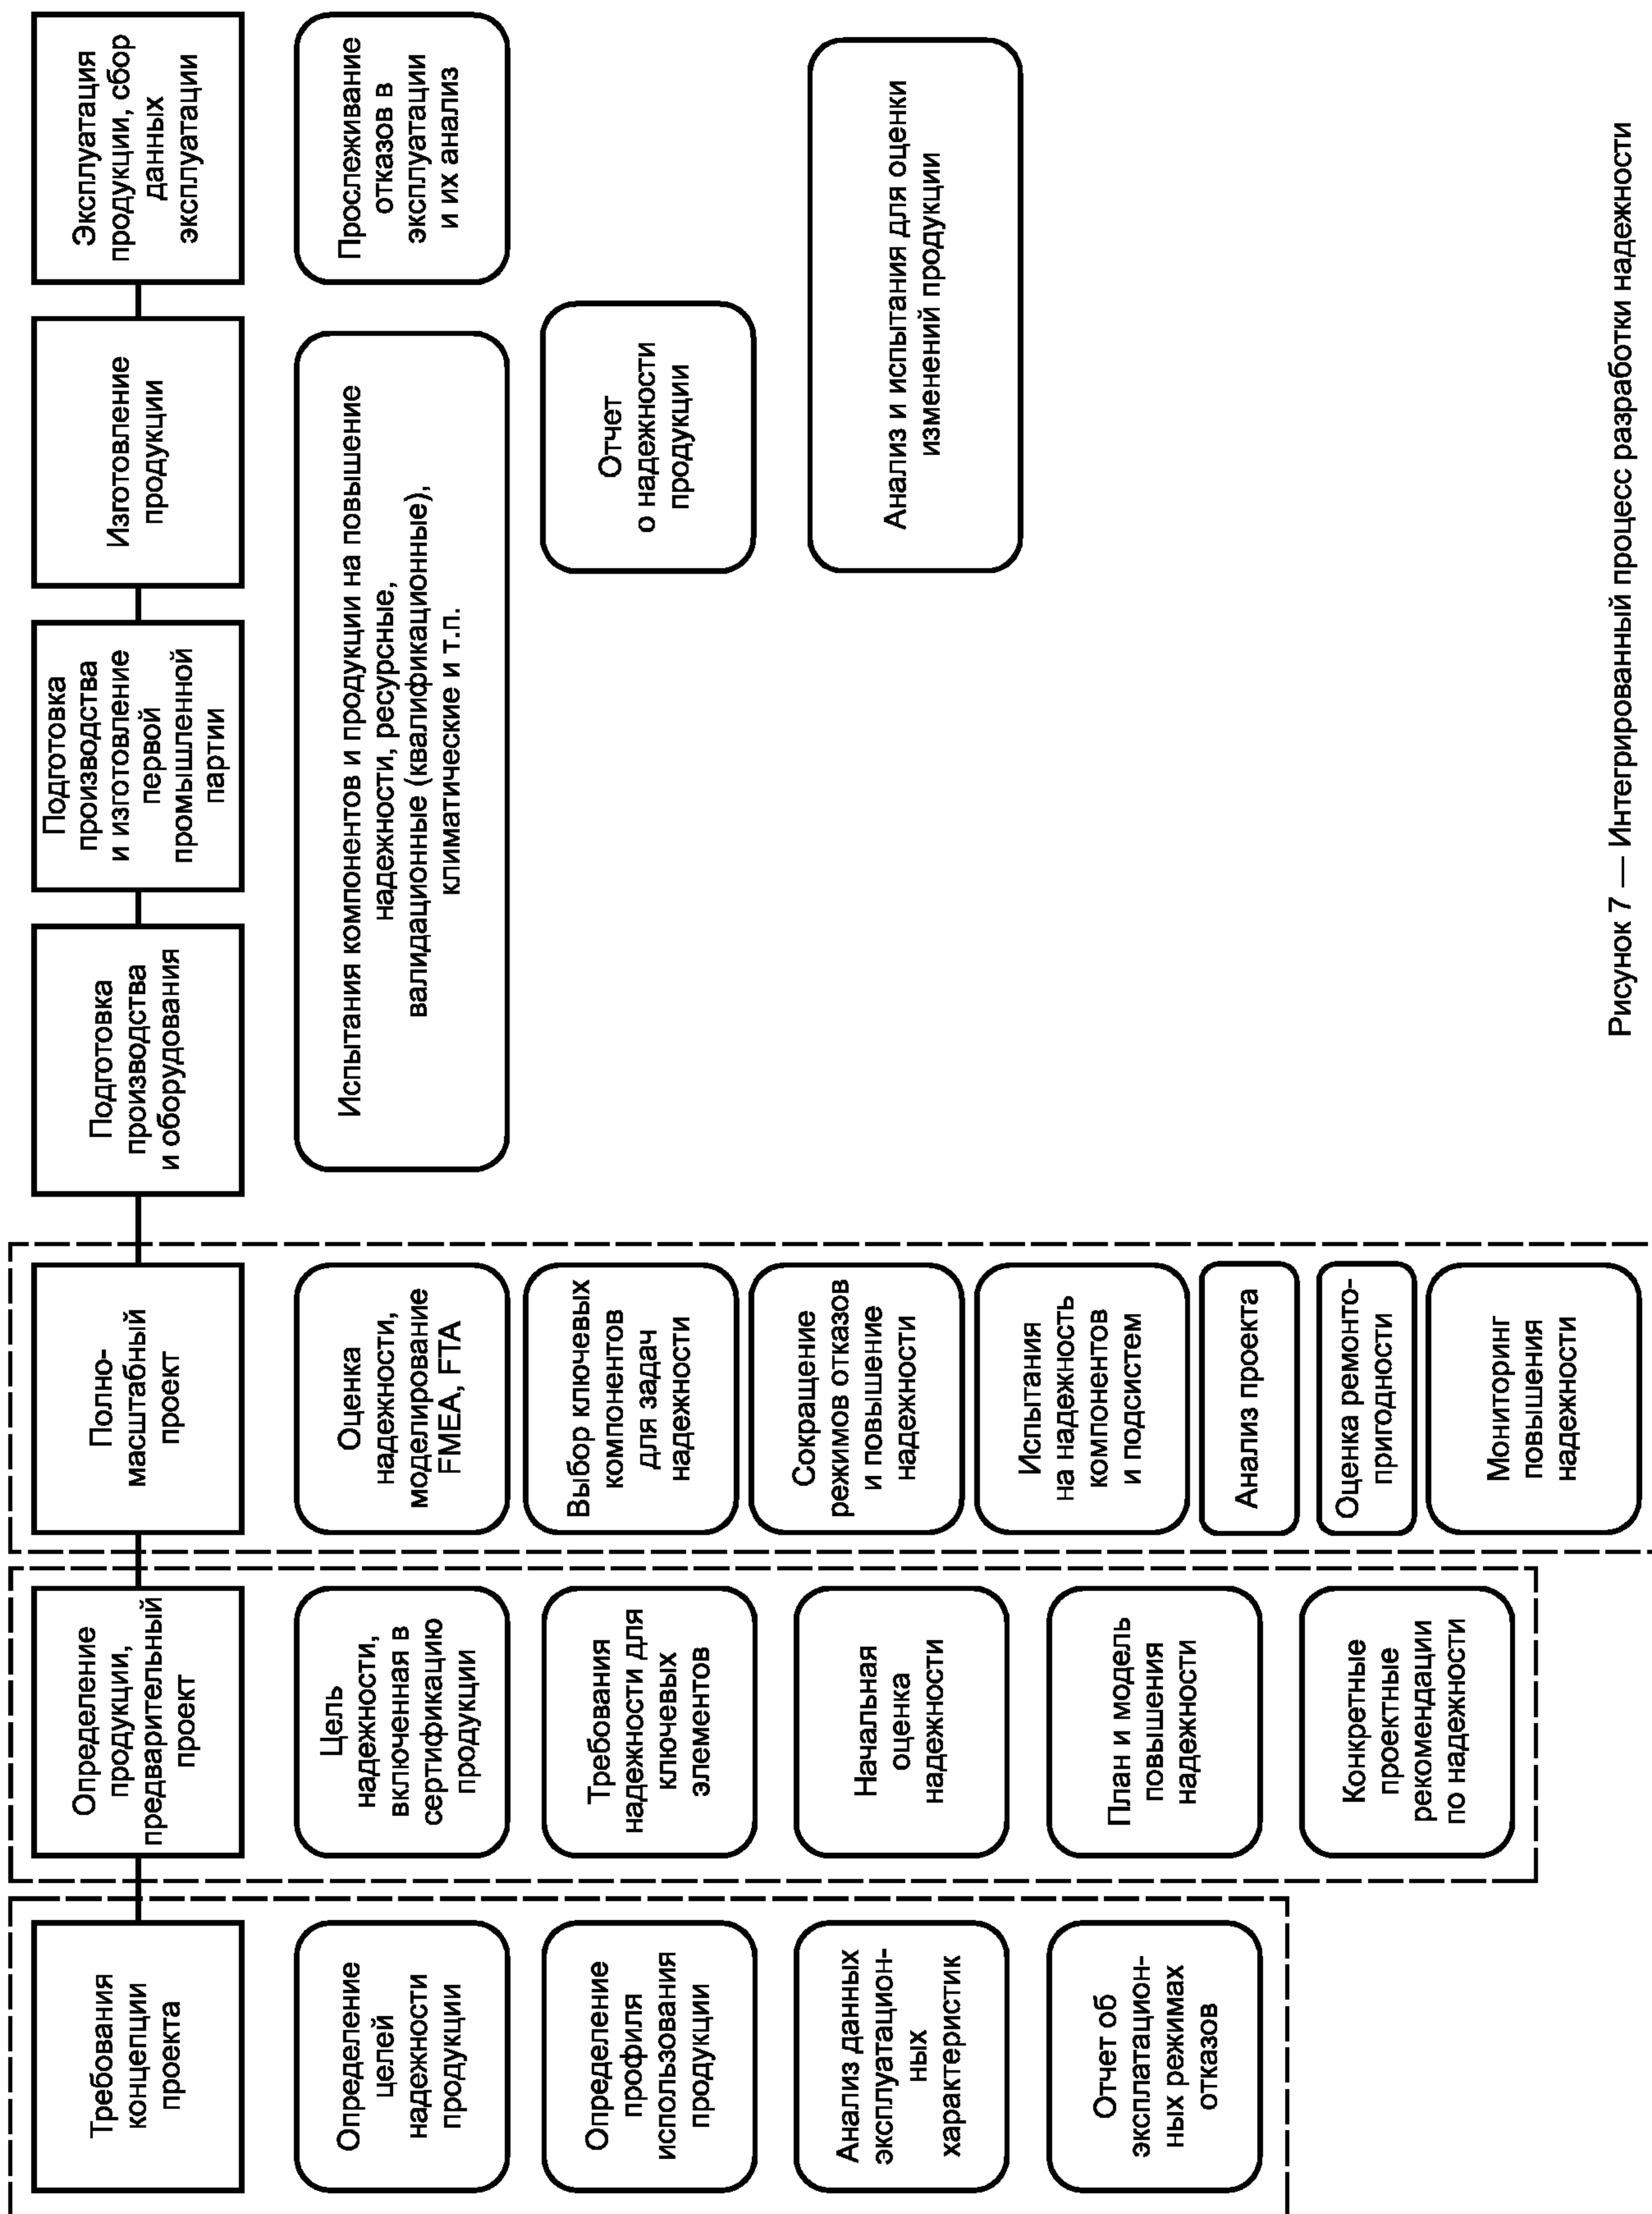 Требования
концепции
проекта
Определение
продукции,
предварительный
проект
Полно-
масштабный
проект
Подготовка
производства
и оборудования
Подготовка
производства
и изготовление
первой
промышленной
партии
Изготовление
продукции
Эксплуатация
продукции, сбор
данных
эксплуатации
Определение
целей
надежности
продукции
Определение
профиля
использования
продукции
Анализ данных
эксплуатацион-
ных
характеристик
Отчет об
эксплатацион-
ных режимах
отказов
Цель
надежности,
включенная в
сертификацию
продукции
Требования
надежности для
ключевых
элементов
Начальная
оценка
надежности
План и модель
повышения
надежности
Конкретные
проектные
рекомендации
по надежности
Оценка
надежности,
моделирование
FMEA, FTA
Выбор ключевых
компонентов
для задач
надежности
Сокращение
режимов отказов
и повышение
надежности
Испытания
на надежность
компонентов
и подсистем
Анализ проекта
Оценка ремонто-
пригодности
Мониторинг
повышения
надежности
Испытания компонентов и продукции на повышение
надежности, ресурсные,
валидационные (квалификационные),
климатические и т.п.
Прослеживание
отказов в
эксплуатации
и их анализ
Отчет
о надежности
продукции
Анализ и испытания для оценки
изменений продукции
Рисунок 7 — Интегрированный процесс разработки надежности